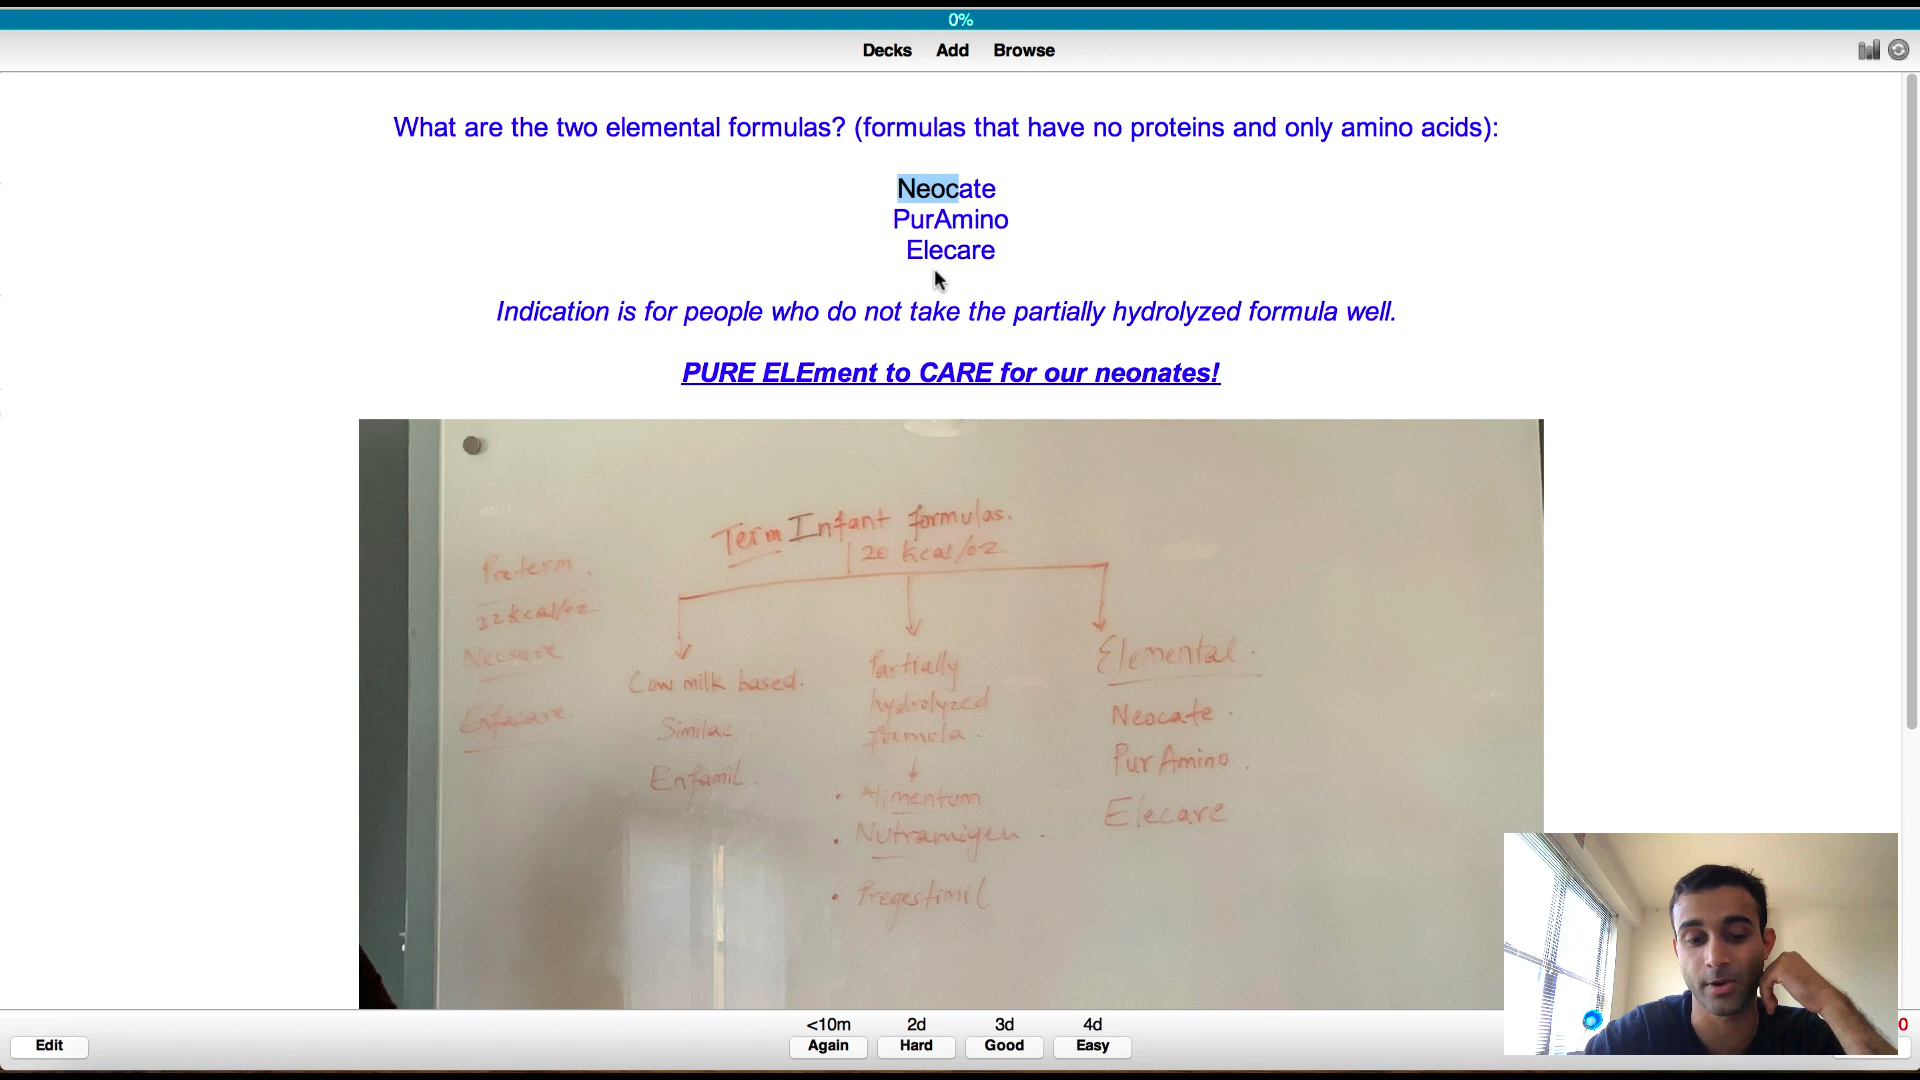 0%
Decks Add Browse
What are the two elemental formulas? (formulas that have no proteins and only amino acids):
Neocate
PurAmino
Elecare
Indication is for people who do not take the partially hydrolyzed formula well.
PURE ELEment to CARE for our neonates!
Term Infant formulas.
20 kcal/oz
Preterm.
22 kcal/oz
Neosure
Enfacare.
Cow milk based.
Similac
Enfamil.
Partially
hydrolyzed
formula.
• Alimentum
• Nutramigen.
• Pregestimil
Elemental.
Neocate.
PurAmino.
Elecare
<10m 2d 3d 4d
Edit Again Hard Good Easy
0